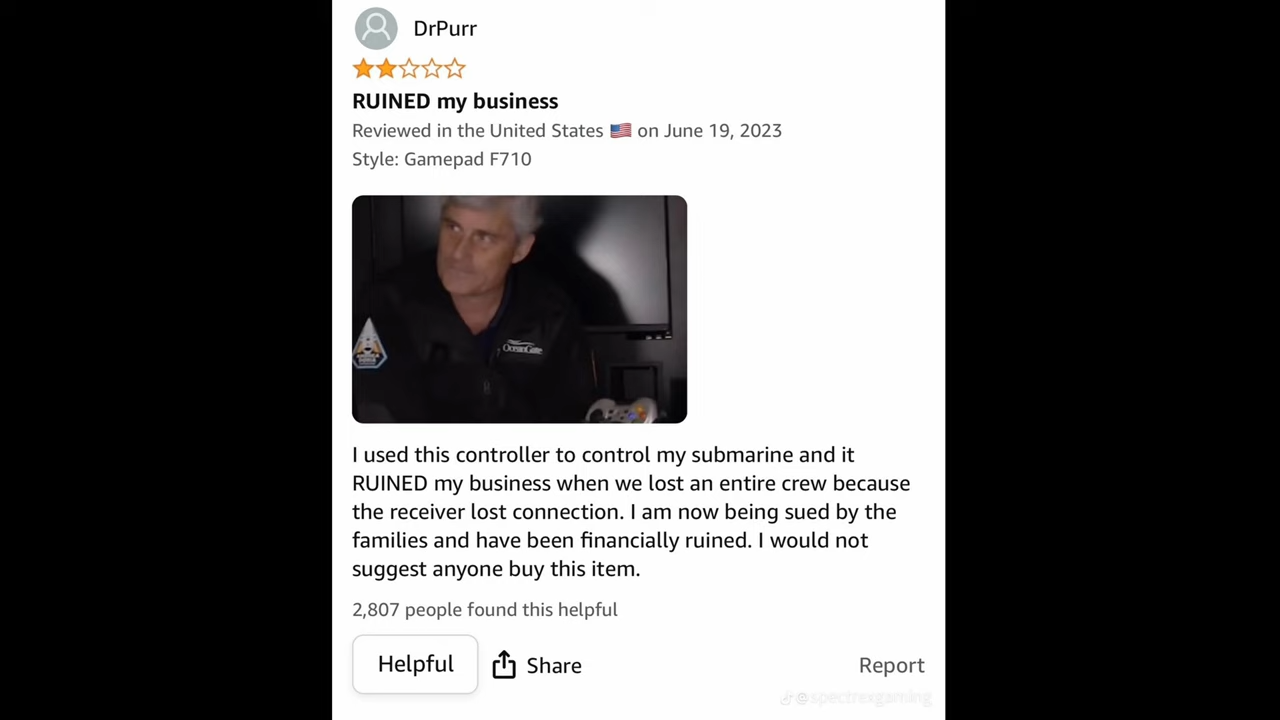 DrPurr
RUINED my business
Reviewed in the United States 🇺🇸 on June 19, 2023
Style: Gamepad F710
OceanGate
I used this controller to control my submarine and it
RUINED my business when we lost an entire crew because
the receiver lost connection. I am now being sued by the
families and have been financially ruined. I would not
suggest anyone buy this item.
2,807 people found this helpful
Helpful
Share
Report
@spectrexgaming